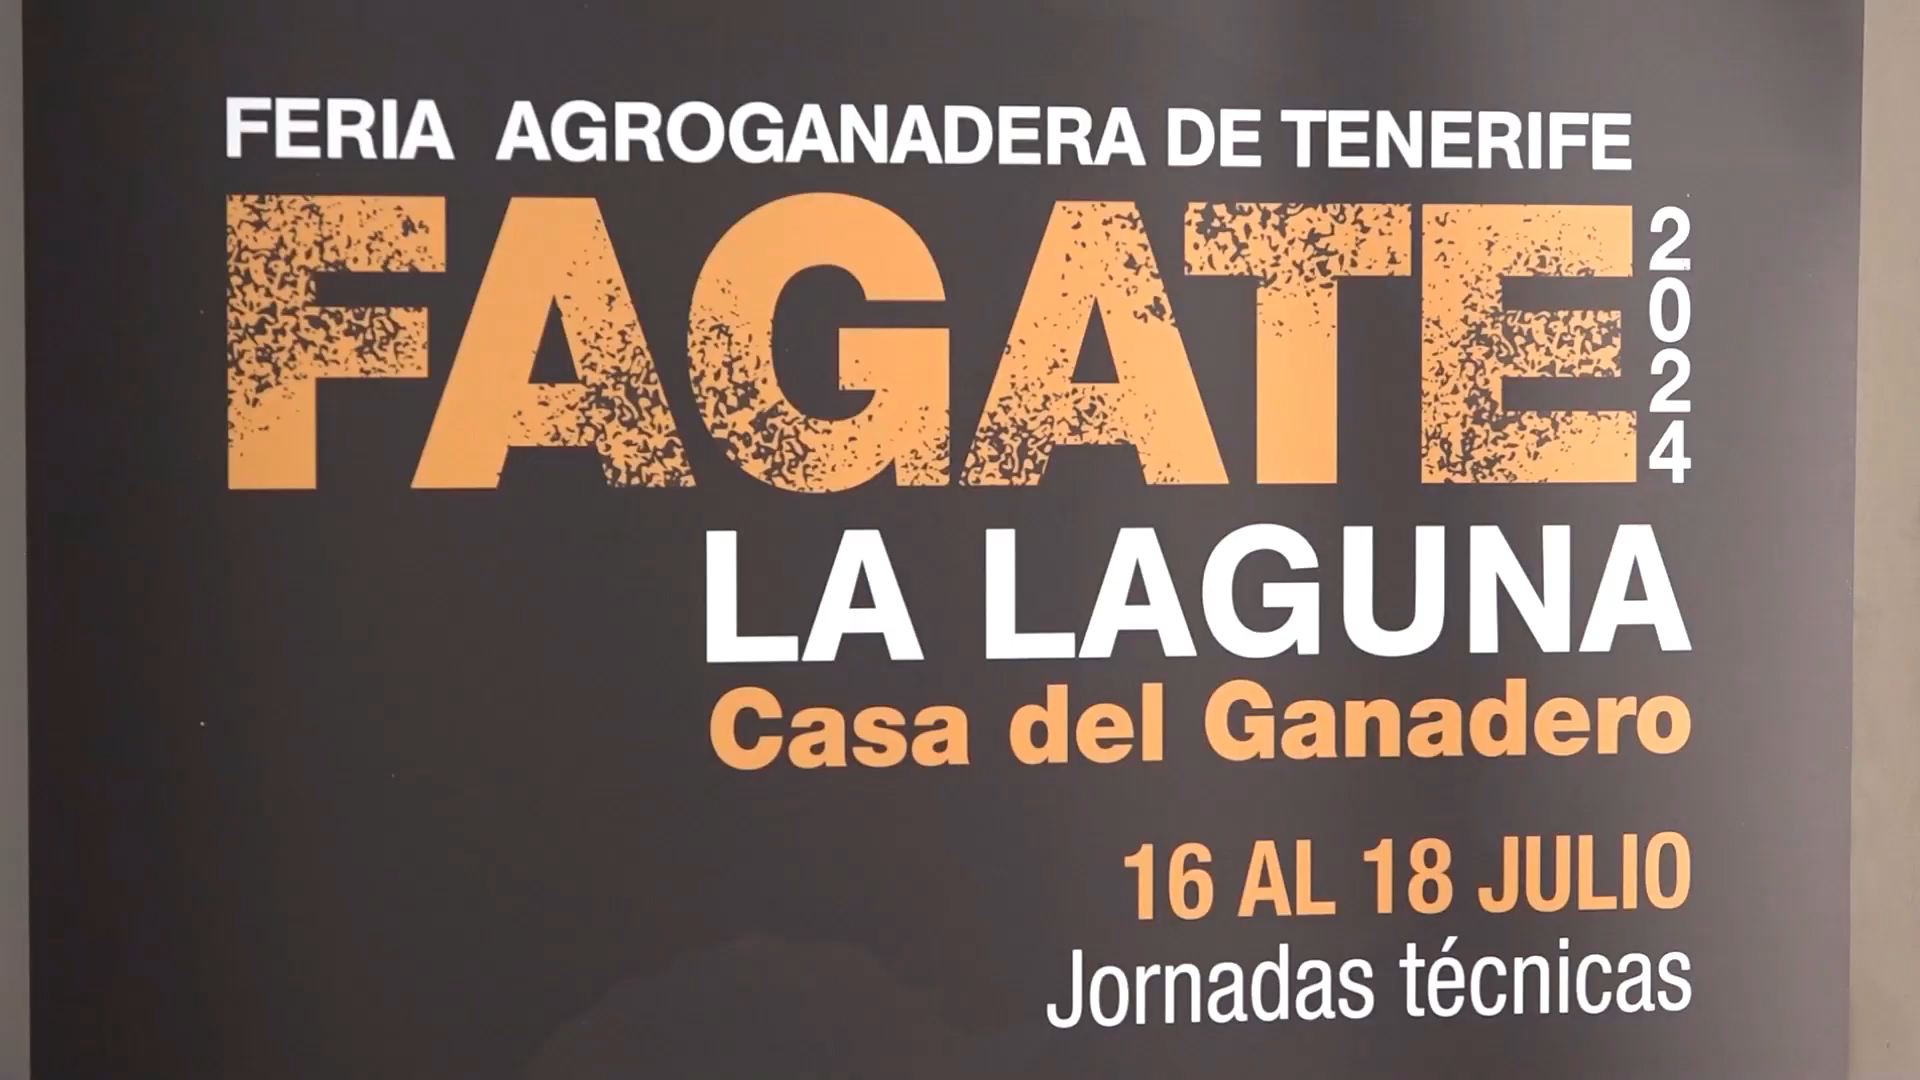 FERIA AGROGANADERA DE TENERIFE
FAGATE
2024
LA LAGUNA
Casa del Ganadero
16 AL 18 JULIO
Jornadas técnicas